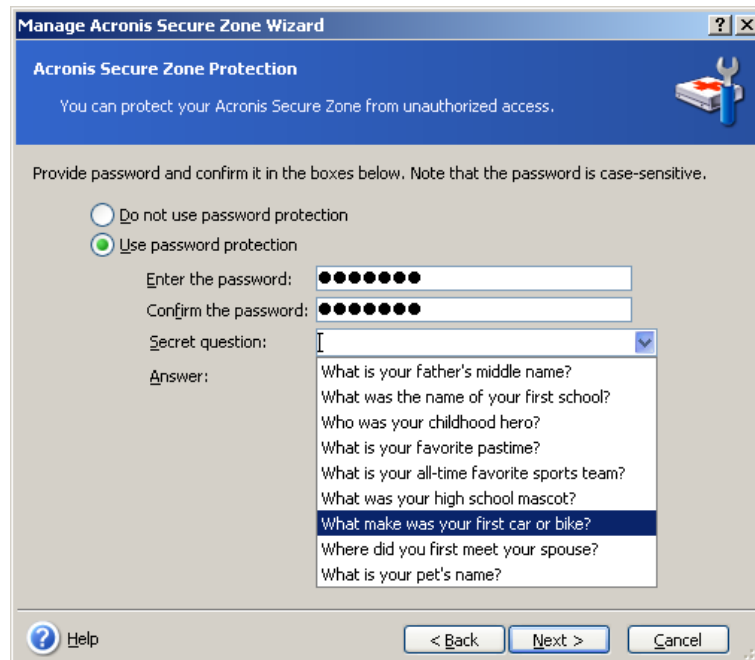 Manage Acronis Secure Zone Wizard
Acronis Secure Zone Protection
You can protect your Acronis Secure Zone from unauthorized access.
Provide password and confirm it in the boxes below. Note that the password is case-sensitive.
Do not use password protection
Use password protection
Enter the password:
Confirm the password:
Secret question:
Answer:
What is your father's middle name?
What was the name of your first school?
Who was your childhood hero?
What is your favorite pastime?
What is your all-time favorite sports team?
What was your high school mascot?
What make was your first car or bike?
Where did you first meet your spouse?
What is your pet's name?
Help
< Back
Next >
Cancel